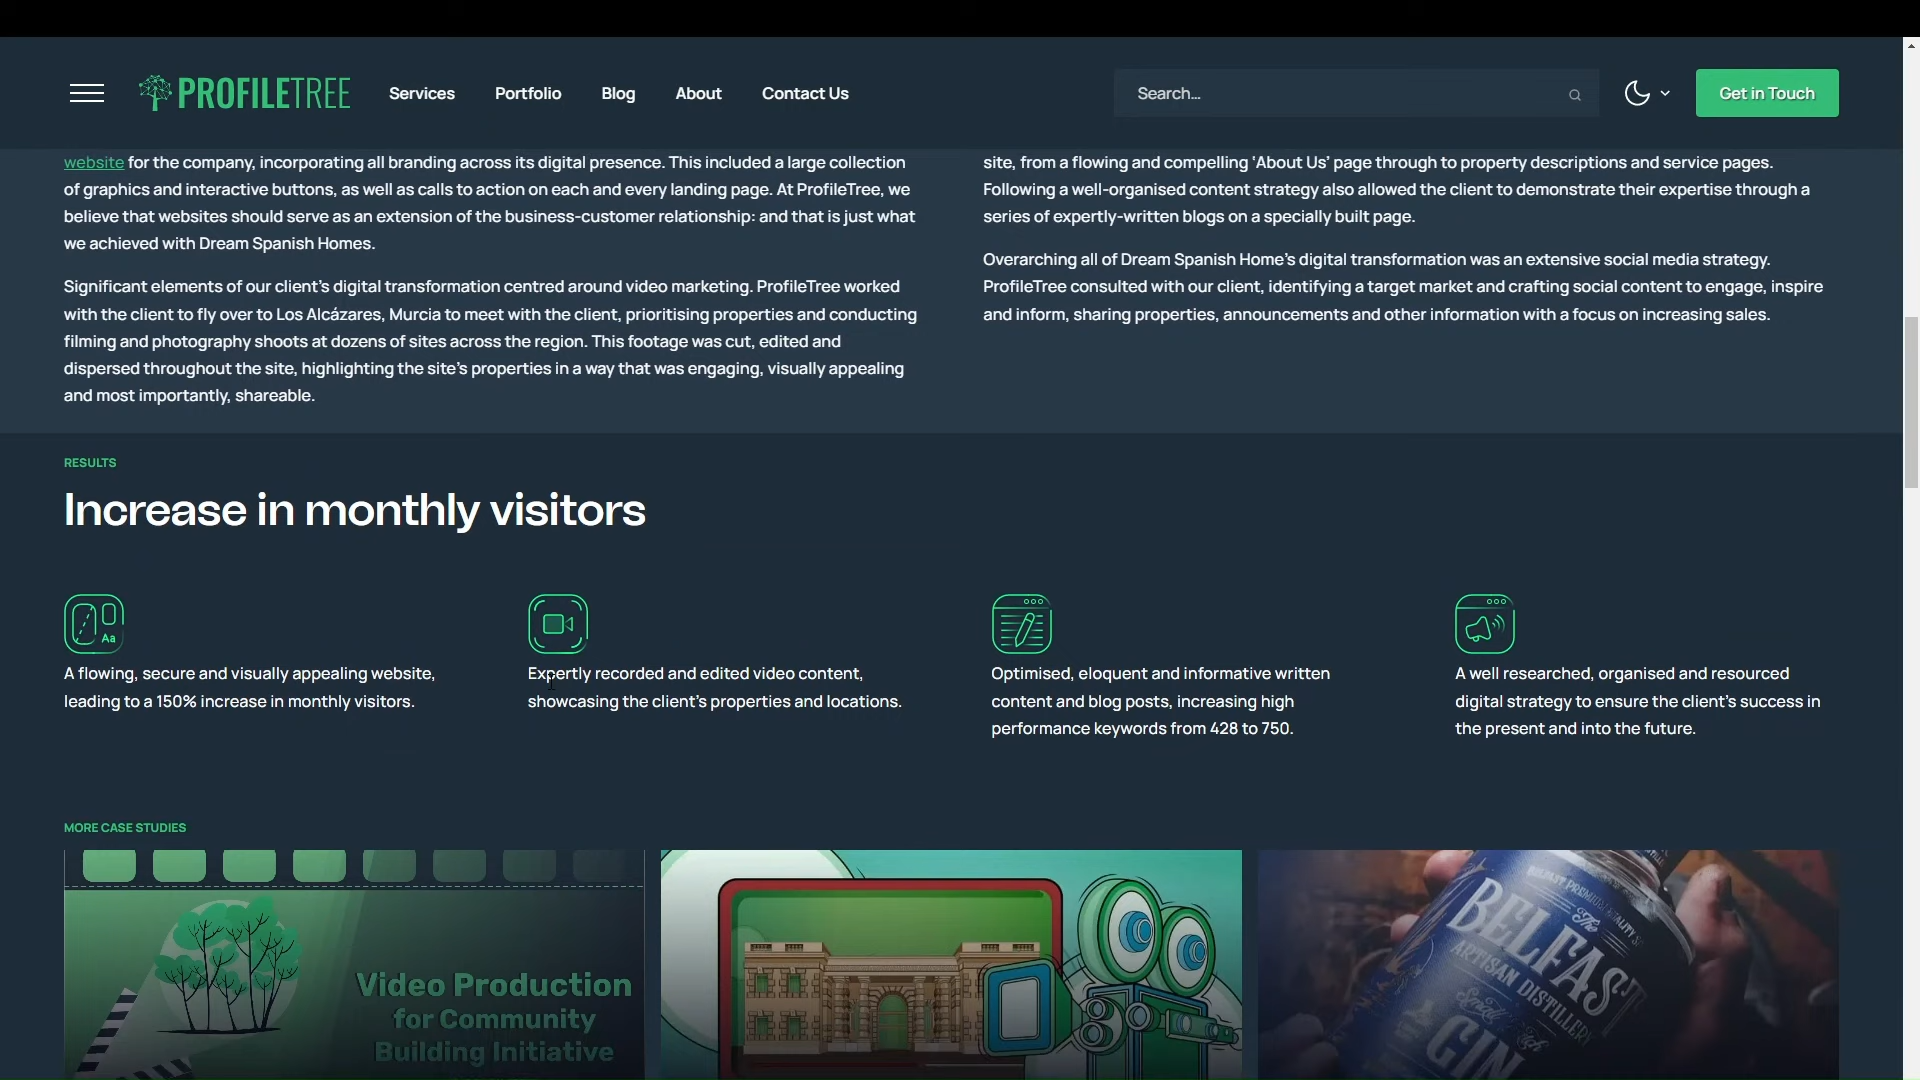 PROFILETREE
Services
Portfolio
Blog
About
Contact Us
Search...
Get in Touch
website for the company, incorporating all branding across its digital presence. This included a large collection
of graphics and interactive buttons, as well as calls to action on each and every landing page. At ProfileTree, we
believe that websites should serve as an extension of the business-customer relationship: and that is just what
we achieved with Dream Spanish Homes.
Significant elements of our client's digital transformation centred around video marketing. ProfileTree worked
with the client to fly over to Los Alcázares, Murcia to meet with the client, prioritising properties and conducting
filming and photography shoots at dozens of sites across the region. This footage was cut, edited and
dispersed throughout the site, highlighting the site's properties in a way that was engaging, visually appealing
and most importantly, shareable.
site, from a flowing and compelling 'About Us' page through to property descriptions and service pages.
Following a well-organised content strategy also allowed the client to demonstrate their expertise through a
series of expertly-written blogs on a specially built page.
Overarching all of Dream Spanish Home's digital transformation was an extensive social media strategy.
ProfileTree consulted with our client, identifying a target market and crafting social content to engage, inspire
and inform, sharing properties, announcements and other information with a focus on increasing sales.
RESULTS
Increase in monthly visitors
Aa
A flowing, secure and visually appealing website,
leading to a 150% increase in monthly visitors.
Expertly recorded and edited video content,
showcasing the client's properties and locations.
Optimised, eloquent and informative written
content and blog posts, increasing high
performance keywords from 428 to 750.
A well researched, organised and resourced
digital strategy to ensure the client's success in
the present and into the future.
MORE CASE STUDIES
Video Production
for Community
Building Initiative
The
BELFAST
ARTISAN DISTILLERY
Small
GIN